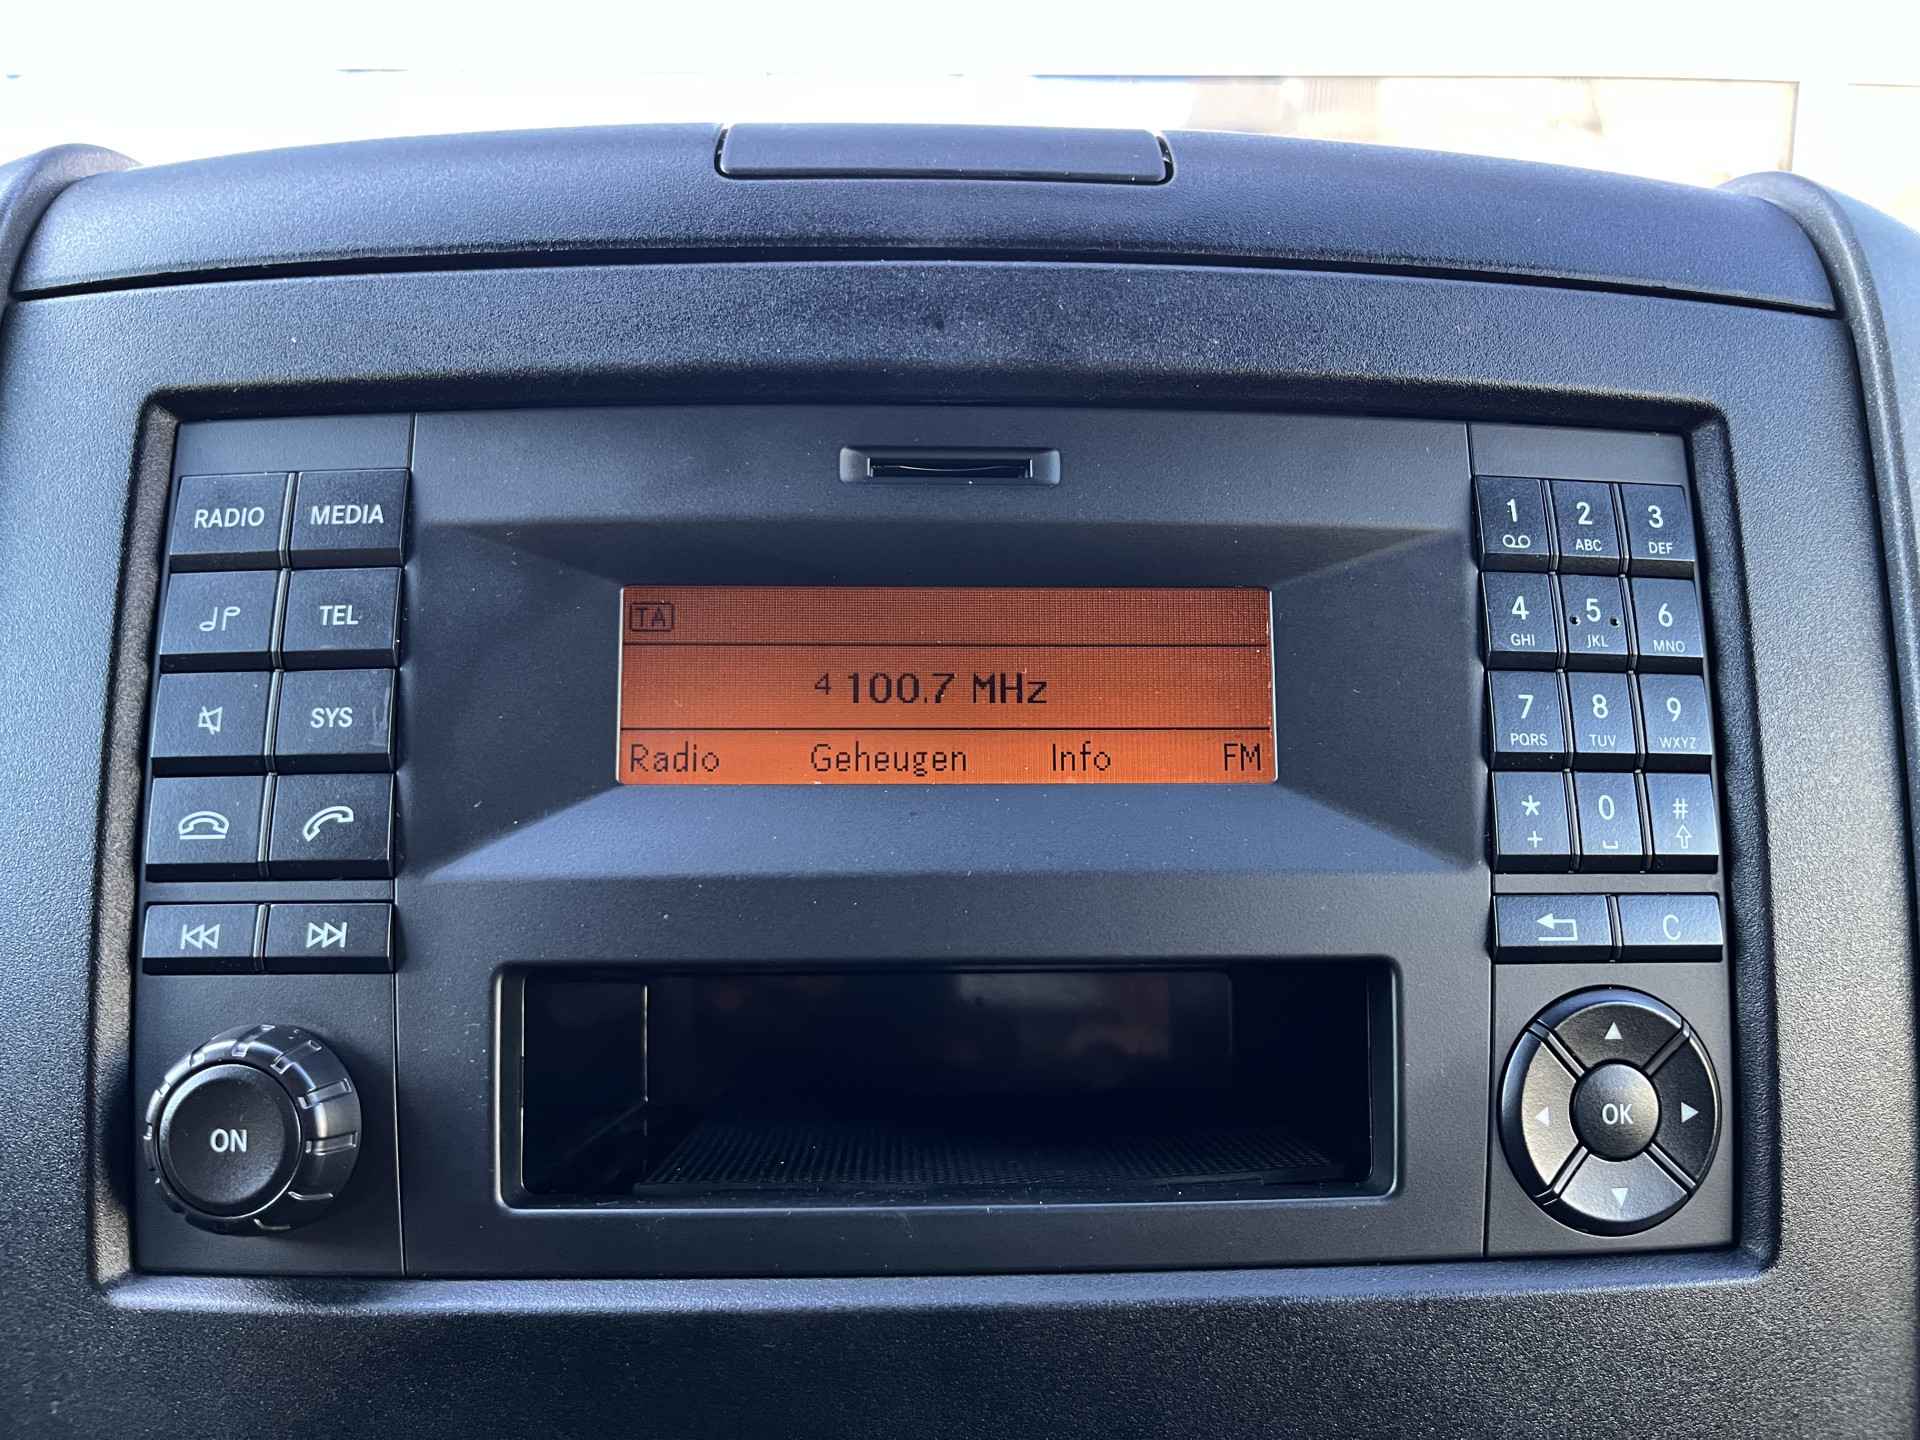 RADIO MEDIA
TEL
SYS
ON
TA
4 100.7 MHz
Radio Geheugen Info FM
1 2 3
ABC DEF
4 5 6
GHI JKL MNO
7 8 9
PQRS TUV WXYZ
* 0 #
+
C
OK